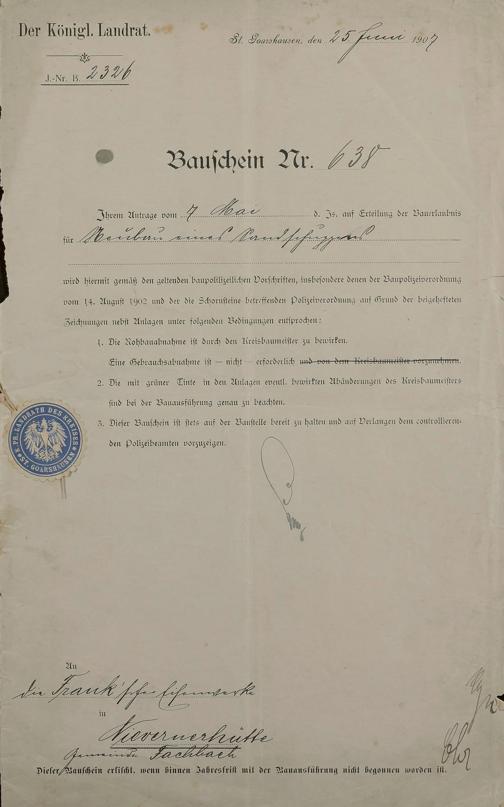 Der Königl. Landrat.
St. Goarshausen, den 25 Juni 1907
J.-Nr. B. 2326
Bauschein Nr. 638
Ihrem Antrage vom 7 Mai d. Js. auf Erteilung der Bauerlaubnis
für Neubau eines Sandschuppens
wird hiermit gemäß den geltenden baupolizeilichen Vorschriften, insbesondere denen der Baupolizeiverordnung
vom 14. August 1902 und der die Schornsteine betreffenden Polizeiverordnung auf Grund der beigehefteten
Zeichnungen nebst Anlagen unter folgenden Bedingungen entsprochen:
1. Die Rohbauabnahme ist durch den Kreisbaumeister zu bewirken.
Eine Gebrauchsabnahme ist — nicht — erforderlich und von dem Kreisbaumeister vorzunehmen.
2. Die mit grüner Tinte in den Anlagen eventl. bewirkten Abänderungen des Kreisbaumeisters
sind bei der Bauausführung genau zu beachten.
3. Dieser Bauschein ist stets auf der Baustelle bereit zu halten und auf Verlangen dem controllieren-
den Polizeibeamten vorzuzeigen.
K. PR. LANDRATH DES KREISES
ST. GOARSHAUSEN
An
die Frank'schen Eisenwerke
in
Nievernerhütte
Gemeinde Fachbach
Dieser Bauschein erlischt, wenn binnen Jahresfrist mit der Bauausführung nicht begonnen worden ist.